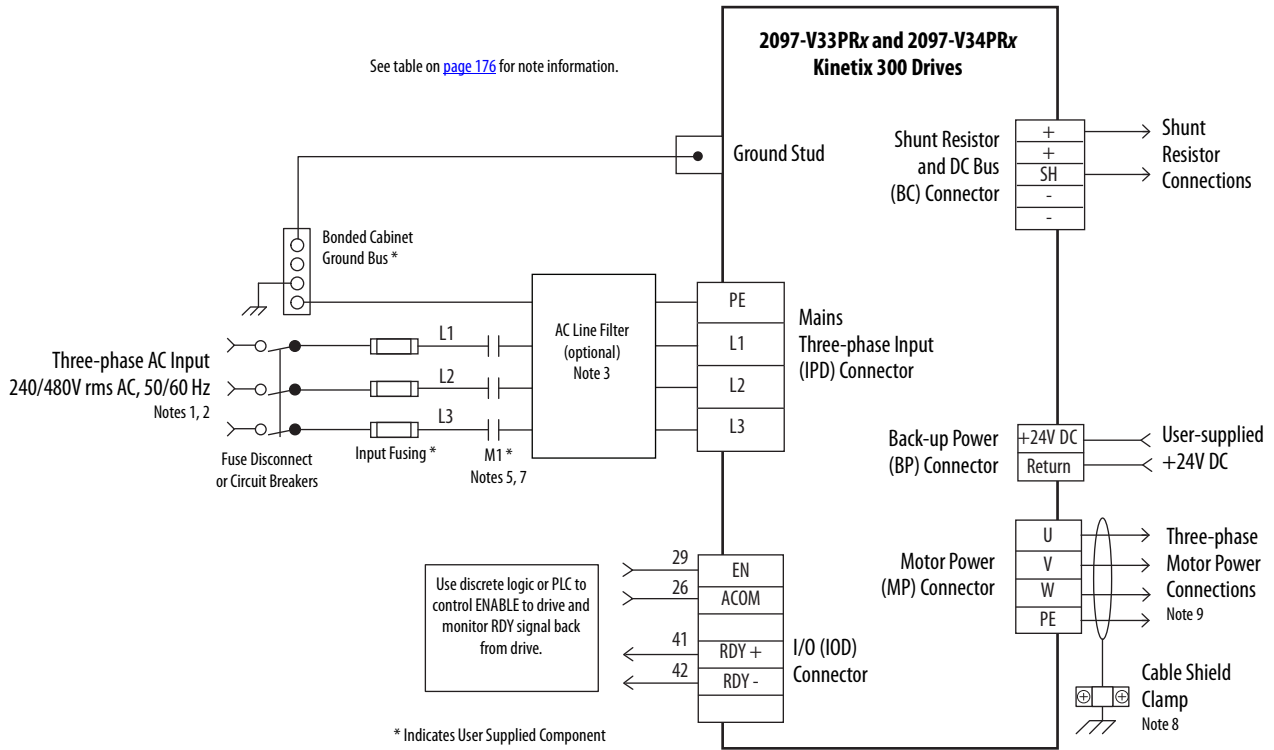 2097-V33PRx and 2097-V34PRx
Kinetix 300 Drives
See table on page 176 for note information.
Ground Stud
Shunt Resistor
and DC Bus
(BC) Connector
+
+
SH
-
-
Shunt
Resistor
Connections
Bonded Cabinet
Ground Bus *
Three-phase AC Input
240/480V rms AC, 50/60 Hz
Notes 1, 2
Fuse Disconnect
or Circuit Breakers
L1
L2
L3
Input Fusing *
M1 *
Notes 5, 7
AC Line Filter
(optional)
Note 3
PE
L1
L2
L3
Mains
Three-phase Input
(IPD) Connector
Back-up Power
(BP) Connector
+24V DC
Return
User-supplied
+24V DC
Motor Power
(MP) Connector
U
V
W
PE
Three-phase
Motor Power
Connections
Note 9
Use discrete logic or PLC to
control ENABLE to drive and
monitor RDY signal back
from drive.
29
26
41
42
EN
ACOM
RDY +
RDY -
I/O (IOD)
Connector
Cable Shield
Clamp
Note 8
* Indicates User Supplied Component